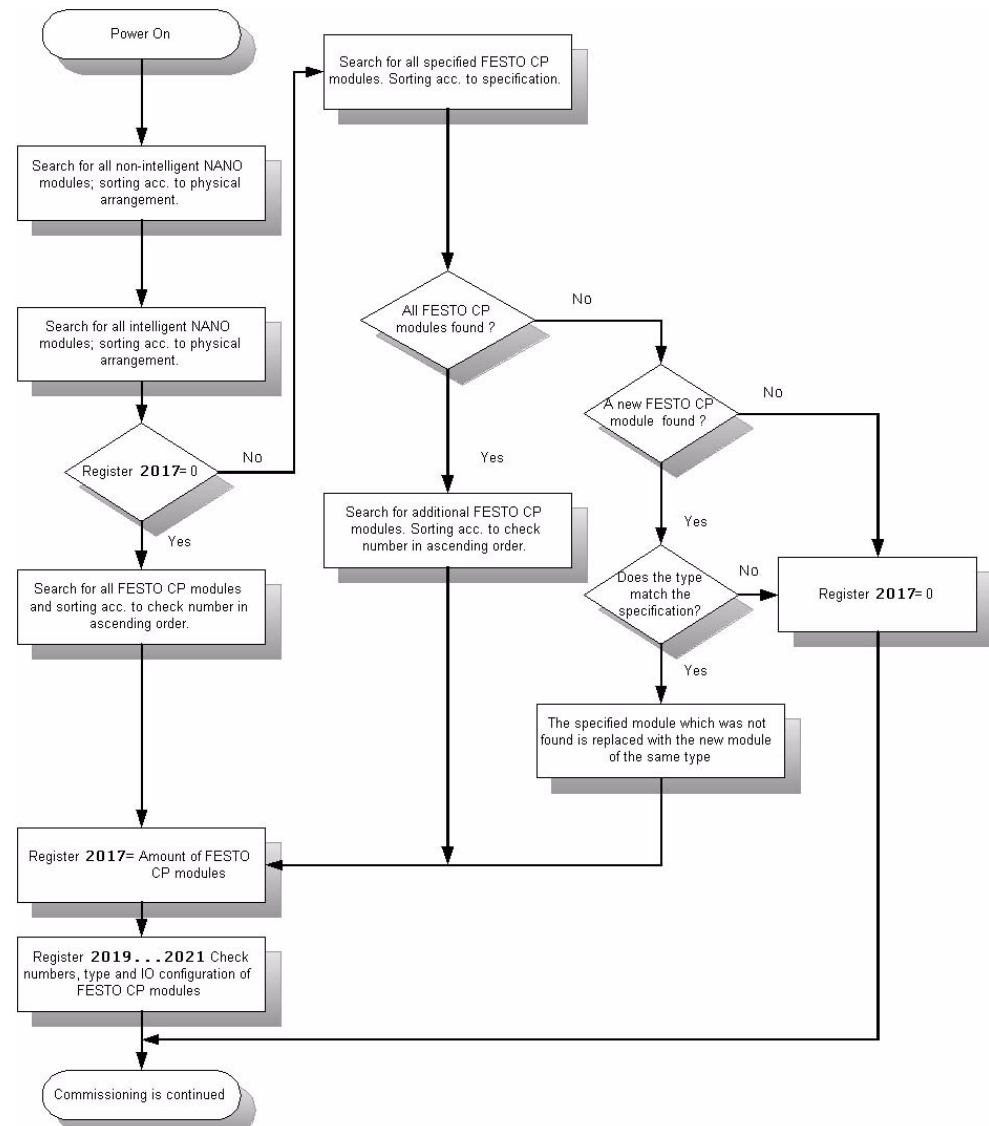 Power On
Search for all non-intelligent NANO
modules; sorting acc. to physical
arrangement.
Search for all intelligent NANO
modules; sorting acc. to physical
arrangement.
Register 2017= 0
No
Yes
Search for all FESTO CP modules
and sorting acc. to check number in
ascending order.
Search for all specified FESTO CP
modules. Sorting acc. to specification.
All FESTO CP
modules found ?
No
Yes
Search for additional FESTO CP
modules. Sorting acc. to check
number in ascending order.
A new FESTO CP
module found ?
No
Yes
Does the type
match the
specification?
No
Yes
Register 2017= 0
The specified module which was not
found is replaced with the new module
of the same type
Register 2017= Amount of FESTO
CP modules
Register 2019...2021 Check
numbers, type and IO configuration of
FESTO CP modules
Commissioning is continued